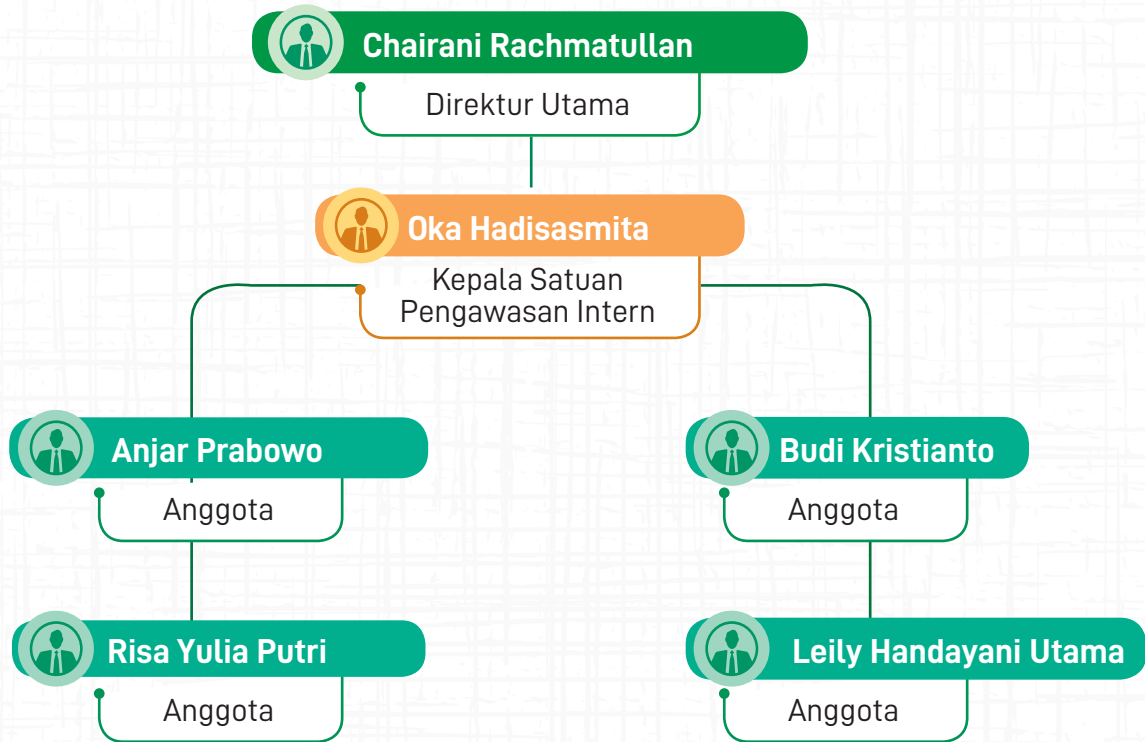 Chairani Rachmatullan
Direktur Utama
Oka Hadisasmita
Kepala Satuan
Pengawasan Intern
Anjar Prabowo
Anggota
Budi Kristianto
Anggota
Risa Yulia Putri
Anggota
Leily Handayani Utama
Anggota